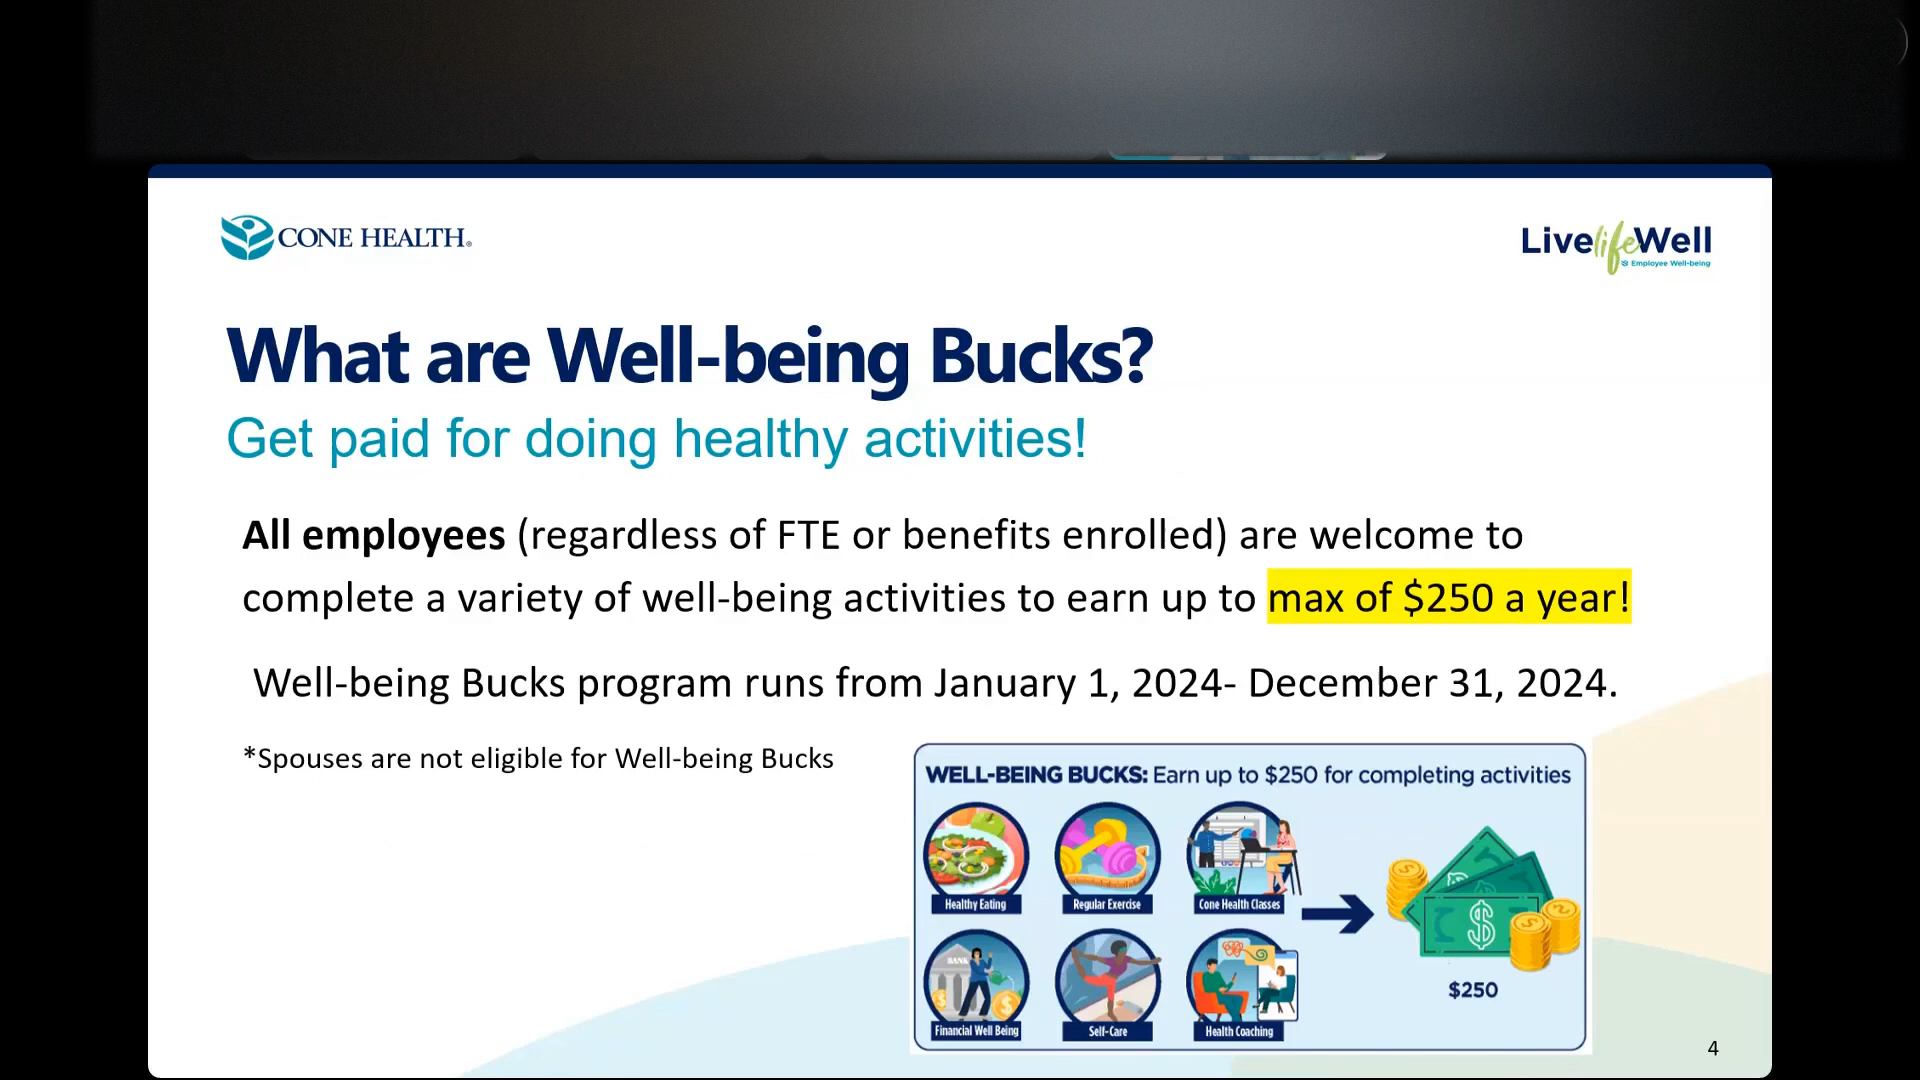 CONE HEALTH®
LivelifeWell
Employee Well-being
What are Well-being Bucks?
Get paid for doing healthy activities!
All employees (regardless of FTE or benefits enrolled) are welcome to
complete a variety of well-being activities to earn up to max of $250 a year!
Well-being Bucks program runs from January 1, 2024- December 31, 2024.
*Spouses are not eligible for Well-being Bucks
WELL-BEING BUCKS: Earn up to $250 for completing activities
Healthy Eating
Regular Exercise
Cone Health Classes
BANK
Financial Well Being
Self-Care
Health Coaching
$250
4